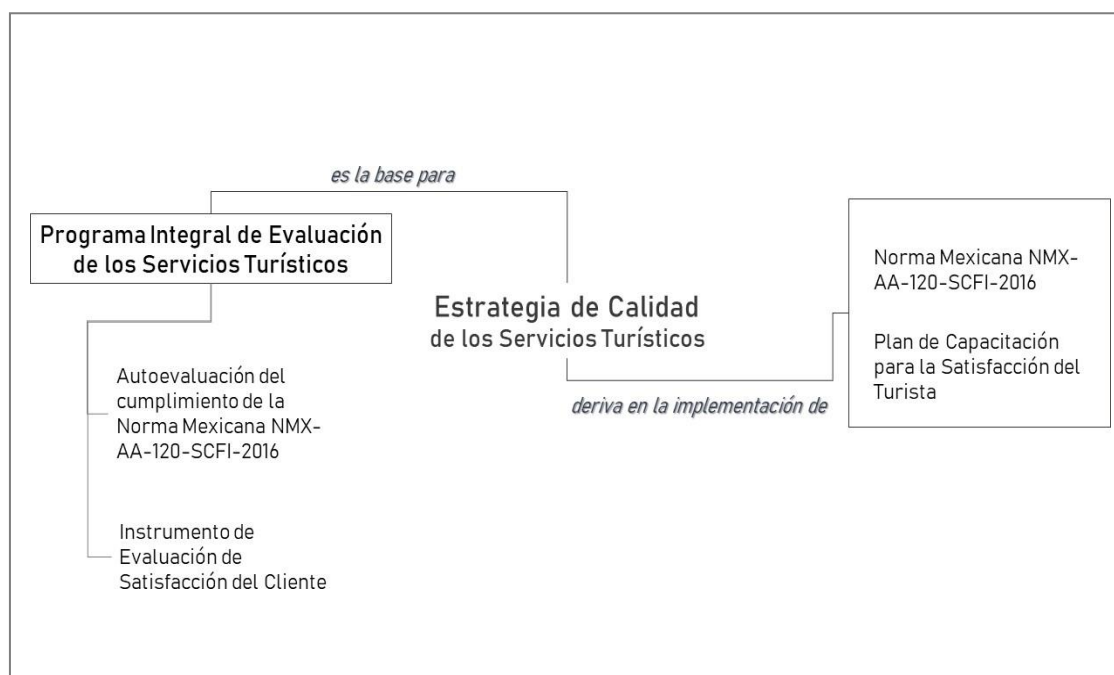 es la base para
Programa Integral de Evaluación
de los Servicios Turísticos
Autoevaluación del
cumplimiento de la
Norma Mexicana NMX-
AA-120-SCFI-2016
Instrumento de
Evaluación de
Satisfacción del Cliente
Estrategia de Calidad
de los Servicios Turísticos
deriva en la implementación de
Norma Mexicana NMX-
AA-120-SCFI-2016
Plan de Capacitación
para la Satisfacción del
Turista